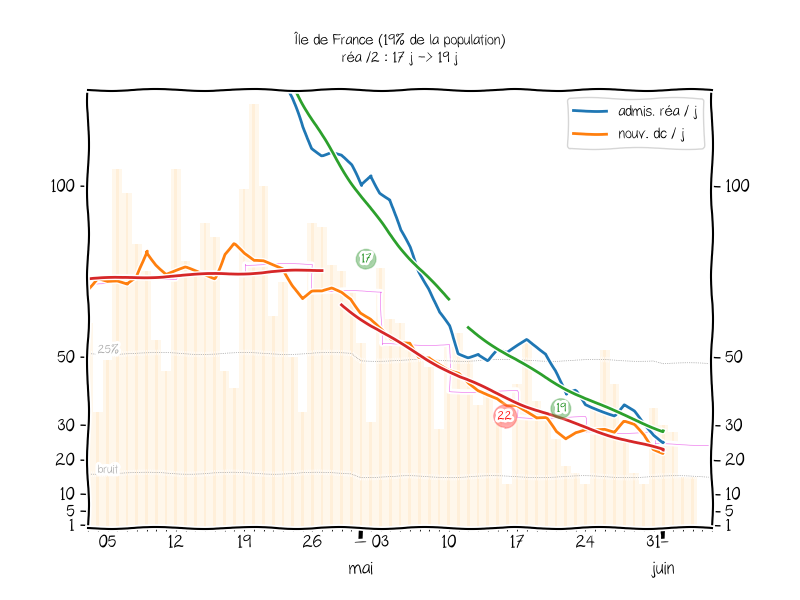 Île de France (19% de la population)
réa /2 : 17 j -> 19 j
admis. réa / j
nouv. dc / j
100
100
17
25%
50
50
19
22
30
30
20
20
bruit
10
10
5
5
1
1
05 12 19 26 03 10 17 24 31
mai juin